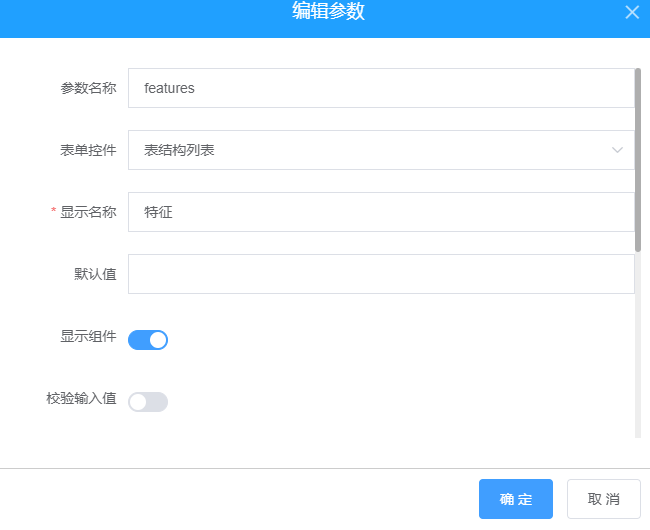 编辑参数
参数名称 features
表单控件 表结构列表
* 显示名称 特征
默认值
显示组件
校验输入值
确 定 取 消